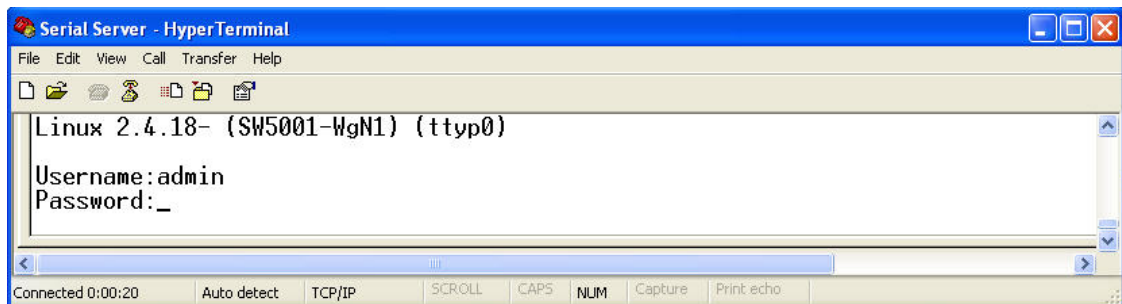 Serial Server - HyperTerminal
File Edit View Call Transfer Help
Linux 2.4.18- (SW5001-WgN1) (ttyp0)
Username:admin
Password:_
Connected 0:00:20 Auto detect TCP/IP SCROLL CAPS NUM Capture Print echo